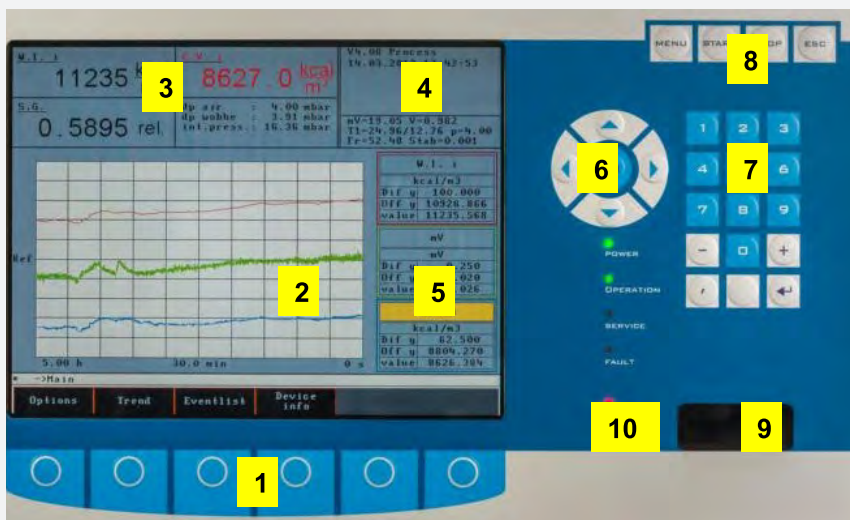 W.I. :
11235
3
8627.0 kcal/m³
V4.00 Process
4
S.G.
0.5895 rel.
dp air : 4.00 mbar
dp wobbe : 3.91 mbar
int.press.: 16.36 mbar
mV=19.05 V=0.982
T1=24.96/12.76 p=4.00
Fr=52.40 Stab=0.001
Ref
2
5.00 h 30.0 min 0 s
W.I. :
kcal/m3
Dif y 100.000
Off y 10926.866
value 11235.568
mV
mV
Dif y
Off y
value
5
kcal/m3
Dif y 62.500
Off y 8804.270
value 8626.304
* ->Main
Options Trend Eventlist Device info
1
MENU
8
ESC
6
1 2 3
4 7 6
7 8 9
- 0 +
,
POWER
OPERATION
SERVICE
FAULT
10
9